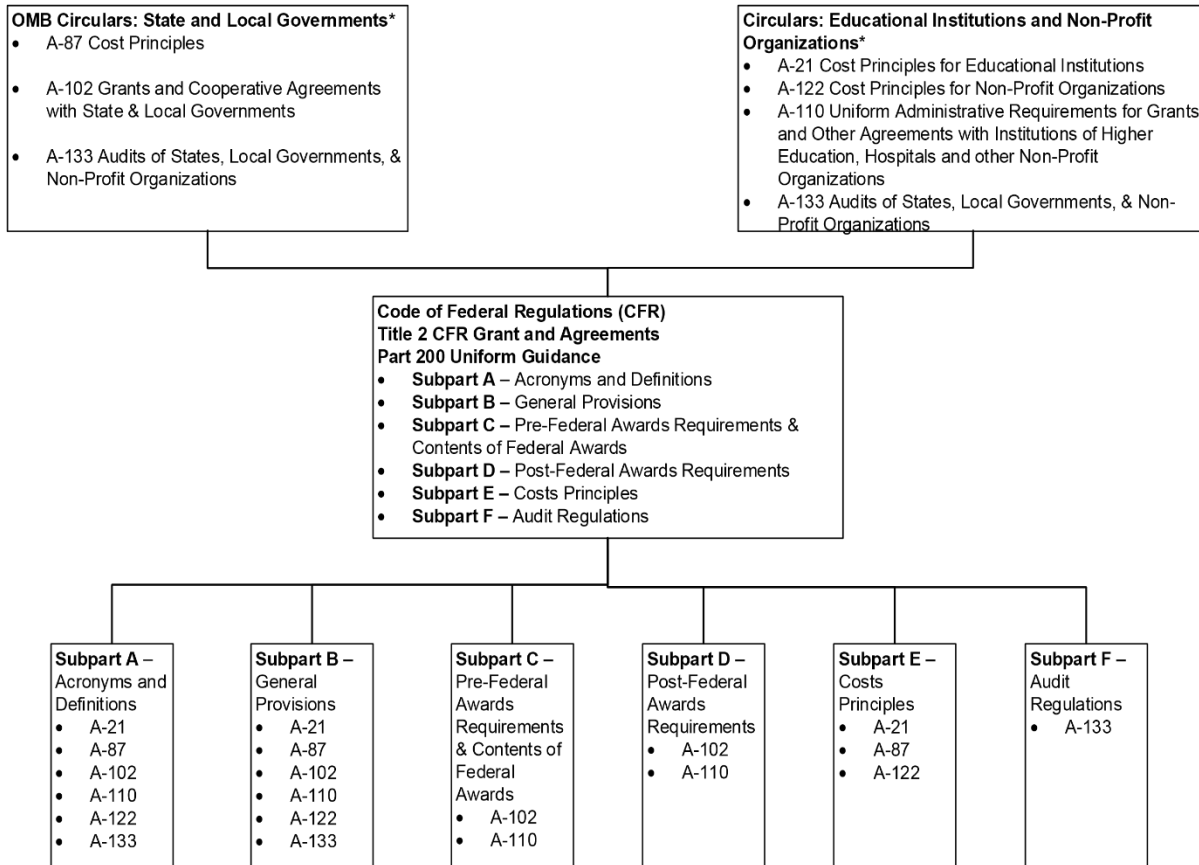 OMB Circulars: State and Local Governments*
• A-87 Cost Principles
• A-102 Grants and Cooperative Agreements
with State & Local Governments
• A-133 Audits of States, Local Governments, &
Non-Profit Organizations
Circulars: Educational Institutions and Non-Profit
Organizations*
• A-21 Cost Principles for Educational Institutions
• A-122 Cost Principles for Non-Profit Organizations
• A-110 Uniform Administrative Requirements for Grants
and Other Agreements with Institutions of Higher
Education, Hospitals and other Non-Profit
Organizations
• A-133 Audits of States, Local Governments, & Non-
Profit Organizations
Code of Federal Regulations (CFR)
Title 2 CFR Grant and Agreements
Part 200 Uniform Guidance
• Subpart A – Acronyms and Definitions
• Subpart B – General Provisions
• Subpart C – Pre-Federal Awards Requirements &
Contents of Federal Awards
• Subpart D – Post-Federal Awards Requirements
• Subpart E – Costs Principles
• Subpart F – Audit Regulations
Subpart A –
Acronyms and
Definitions
• A-21
• A-87
• A-102
• A-110
• A-122
• A-133
Subpart B –
General
Provisions
• A-21
• A-87
• A-102
• A-110
• A-122
• A-133
Subpart C –
Pre-Federal
Awards
Requirements
& Contents of
Federal
Awards
• A-102
• A-110
Subpart D –
Post-Federal
Awards
Requirements
• A-102
• A-110
Subpart E –
Costs
Principles
• A-21
• A-87
• A-122
Subpart F –
Audit
Regulations
• A-133